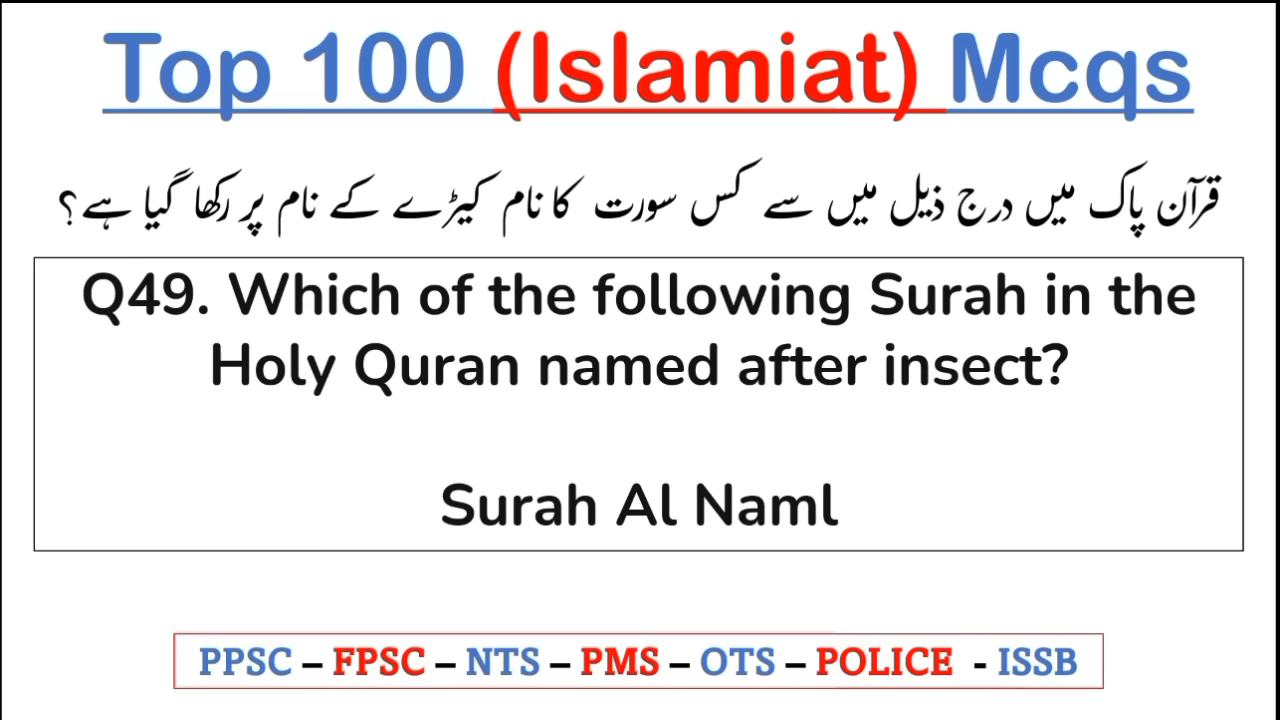 Top 100 (Islamiat) Mcqs
قرآن پاک میں درج ذیل میں سے کس سورت کا نام کیڑے کے نام پر رکھا گیا ہے؟
Q49. Which of the following Surah in the
Holy Quran named after insect?
Surah Al Naml
PPSC – FPSC – NTS – PMS – OTS – POLICE - ISSB